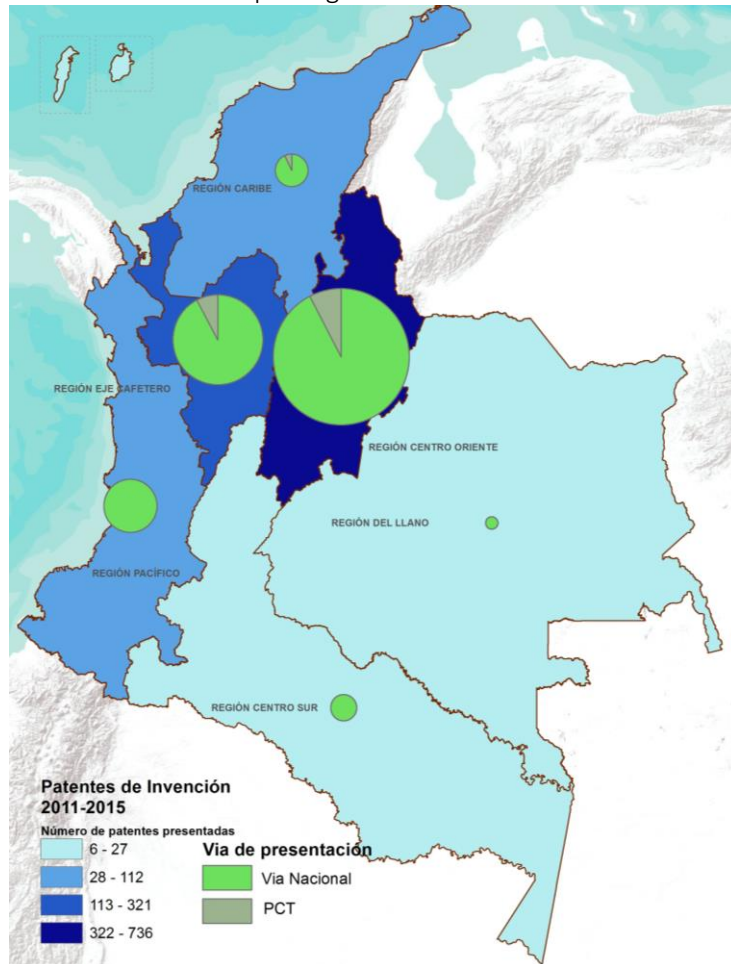 REGIÓN CARIBE
REGIÓN EJE CAFETERO
REGIÓN CENTRO ORIENTE
REGIÓN DEL LLANO
REGIÓN PACÍFICO
REGIÓN CENTRO SUR
Patentes de Invención
2011-2015
Número de patentes presentadas
6 - 27
28 - 112
113 - 321
322 - 736
Via de presentación
Via Nacional
PCT